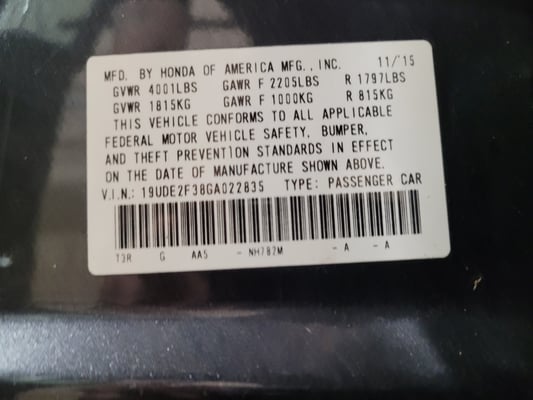 MFD. BY HONDA OF AMERICA MFG., INC. 11/'15
GVWR 4001LBS GAWR F 2205LBS R 1797LBS
GVWR 1815KG GAWR F 1000KG R 815KG
THIS VEHICLE CONFORMS TO ALL APPLICABLE
FEDERAL MOTOR VEHICLE SAFETY, BUMPER,
AND THEFT PREVENTION STANDARDS IN EFFECT
ON THE DATE OF MANUFACTURE SHOWN ABOVE.
V.I.N.: 19UDE2F38GA022835 TYPE: PASSENGER CAR
T3R G AA5 - NH782M - A - A